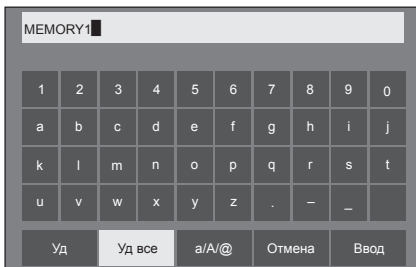 MEMORY1
1 2 3 4 5 6 7 8 9 0
a b c d e f g h i j
k l m n o p q r s t
u v w x y z . – _
Уд Уд все a/A/@ Отмена Ввод